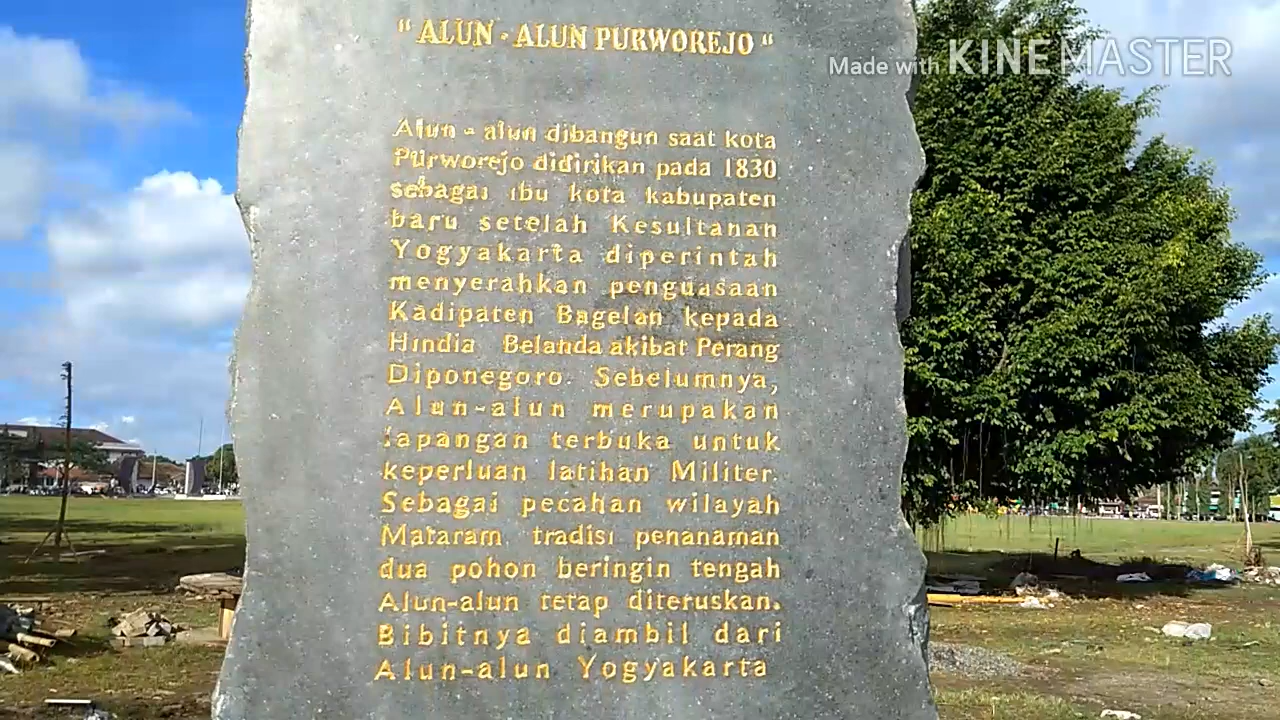 " ALUN - ALUN PURWOREJO "
Made with KINEMASTER
Alun - alun dibangun saat kota
Purworejo didirikan pada 1830
sebagai ibu kota kabupaten
baru setelah Kesultanan
Yogyakarta diperintah
menyerahkan penguasaan
Kadipaten Bagelan kepada
Hindia Belanda akibat Perang
Diponegoro. Sebelumnya,
Alun-alun merupakan
lapangan terbuka untuk
keperluan latihan Militer.
Sebagai pecahan wilayah
Mataram tradisi penanaman
dua pohon beringin tengah
Alun-alun tetap diteruskan.
Bibitnya diambil dari
Alun-alun Yogyakarta